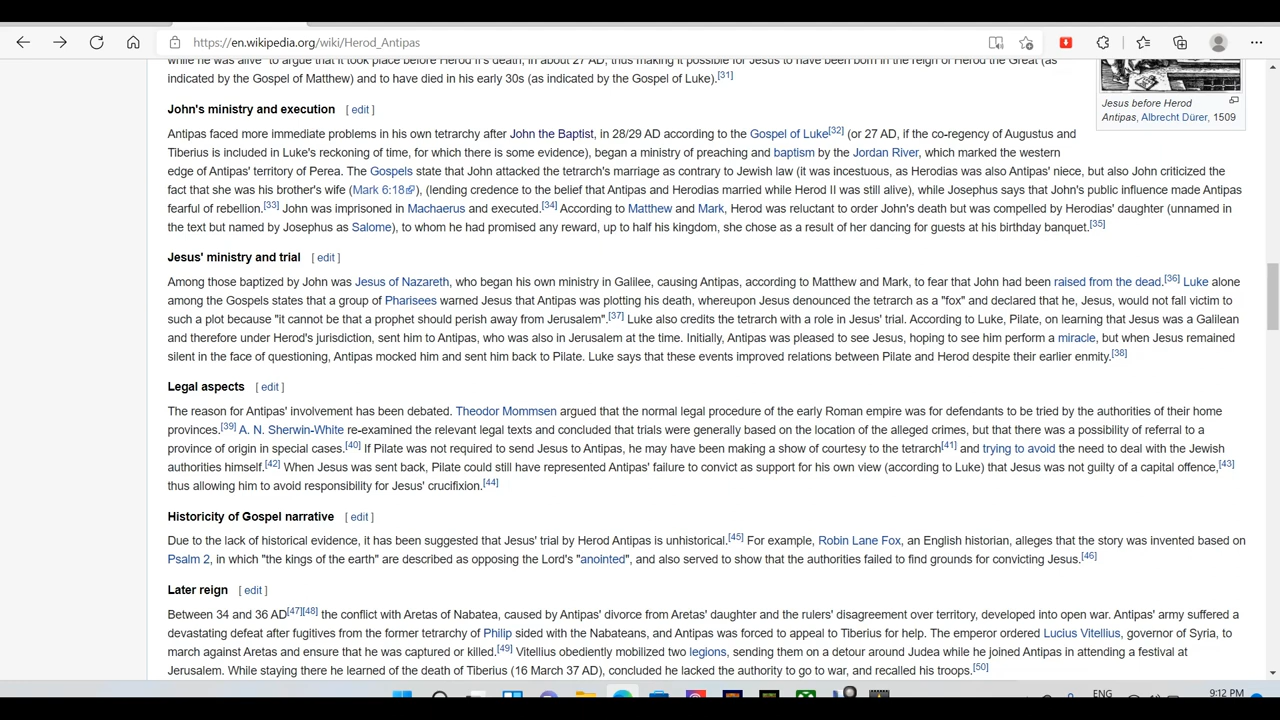 https://en.wikipedia.org/wiki/Herod_Antipas
while he was alive" to argue that it took place before Herod II's death, in about 27 AD, thus making it possible for Jesus to have been born in the reign of Herod the Great (as
indicated by the Gospel of Matthew) and to have died in his early 30s (as indicated by the Gospel of Luke).[31]
Jesus before Herod
Antipas, Albrecht Dürer, 1509
John's ministry and execution [ edit ]
Antipas faced more immediate problems in his own tetrarchy after John the Baptist, in 28/29 AD according to the Gospel of Luke[32] (or 27 AD, if the co-regency of Augustus and
Tiberius is included in Luke's reckoning of time, for which there is some evidence), began a ministry of preaching and baptism by the Jordan River, which marked the western
edge of Antipas' territory of Perea. The Gospels state that John attacked the tetrarch's marriage as contrary to Jewish law (it was incestuous, as Herodias was also Antipas' niece, but also John criticized the
fact that she was his brother's wife (Mark 6:18), (lending credence to the belief that Antipas and Herodias married while Herod II was still alive), while Josephus says that John's public influence made Antipas
fearful of rebellion.[33] John was imprisoned in Machaerus and executed.[34] According to Matthew and Mark, Herod was reluctant to order John's death but was compelled by Herodias' daughter (unnamed in
the text but named by Josephus as Salome), to whom he had promised any reward, up to half his kingdom, she chose as a result of her dancing for guests at his birthday banquet.[35]
Jesus' ministry and trial [ edit ]
Among those baptized by John was Jesus of Nazareth, who began his own ministry in Galilee, causing Antipas, according to Matthew and Mark, to fear that John had been raised from the dead.[36] Luke alone
among the Gospels states that a group of Pharisees warned Jesus that Antipas was plotting his death, whereupon Jesus denounced the tetrarch as a "fox" and declared that he, Jesus, would not fall victim to
such a plot because "it cannot be that a prophet should perish away from Jerusalem".[37] Luke also credits the tetrarch with a role in Jesus' trial. According to Luke, Pilate, on learning that Jesus was a Galilean
and therefore under Herod's jurisdiction, sent him to Antipas, who was also in Jerusalem at the time. Initially, Antipas was pleased to see Jesus, hoping to see him perform a miracle, but when Jesus remained
silent in the face of questioning, Antipas mocked him and sent him back to Pilate. Luke says that these events improved relations between Pilate and Herod despite their earlier enmity.[38]
Legal aspects [ edit ]
The reason for Antipas' involvement has been debated. Theodor Mommsen argued that the normal legal procedure of the early Roman empire was for defendants to be tried by the authorities of their home
provinces.[39] A. N. Sherwin-White re-examined the relevant legal texts and concluded that trials were generally based on the location of the alleged crimes, but that there was a possibility of referral to a
province of origin in special cases.[40] If Pilate was not required to send Jesus to Antipas, he may have been making a show of courtesy to the tetrarch[41] and trying to avoid the need to deal with the Jewish
authorities himself.[42] When Jesus was sent back, Pilate could still have represented Antipas' failure to convict as support for his own view (according to Luke) that Jesus was not guilty of a capital offence,[43]
thus allowing him to avoid responsibility for Jesus' crucifixion.[44]
Historicity of Gospel narrative [ edit ]
Due to the lack of historical evidence, it has been suggested that Jesus' trial by Herod Antipas is unhistorical.[45] For example, Robin Lane Fox, an English historian, alleges that the story was invented based on
Psalm 2, in which "the kings of the earth" are described as opposing the Lord's "anointed", and also served to show that the authorities failed to find grounds for convicting Jesus.[46]
Later reign [ edit ]
Between 34 and 36 AD[47][48] the conflict with Aretas of Nabatea, caused by Antipas' divorce from Aretas' daughter and the rulers' disagreement over territory, developed into open war. Antipas' army suffered a
devastating defeat after fugitives from the former tetrarchy of Philip sided with the Nabateans, and Antipas was forced to appeal to Tiberius for help. The emperor ordered Lucius Vitellius, governor of Syria, to
march against Aretas and ensure that he was captured or killed.[49] Vitellius obediently mobilized two legions, sending them on a detour around Judea while he joined Antipas in attending a festival at
Jerusalem. While staying there he learned of the death of Tiberius (16 March 37 AD), concluded he lacked the authority to go to war, and recalled his troops.[50]
ENG
9:12 PM